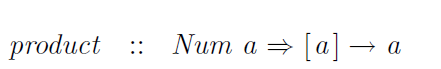 product :: Num a ⇒ [a] → a